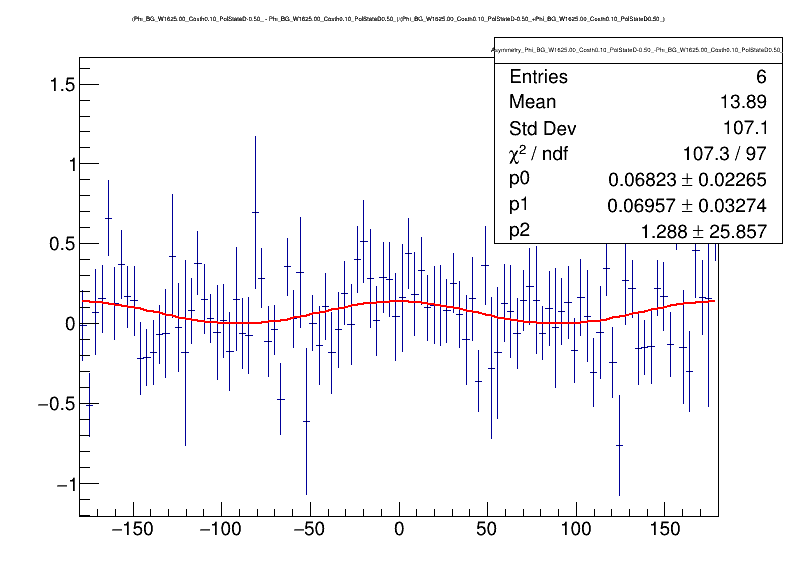 (Phi_BG_W1625.00_Costh0.10_PolStateD-0.50_ - Phi_BG_W1625.00_Costh0.10_PolStateD0.50_)/(Phi_BG_W1625.00_Costh0.10_PolStateD-0.50_+Phi_BG_W1625.00_Costh0.10_PolStateD0.50_)
Asymmetry_Phi_BG_W1625.00_Costh0.10_PolStateD-0.50_-Phi_BG_W1625.00_Costh0.10_PolStateD0.50_
Entries 6
Mean 13.89
Std Dev 107.1
χ² / ndf 107.3 / 97
p0 0.06823 ± 0.02265
p1 0.06957 ± 0.03274
p2 1.288 ± 25.857
1.5
1
0.5
0
−0.5
−1
−150 −100 −50 0 50 100 150